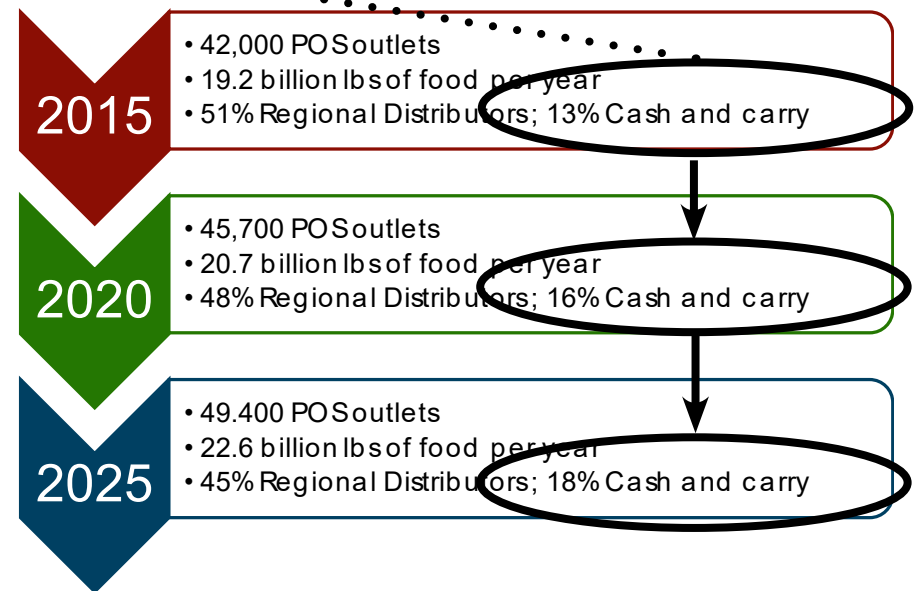 2015
• 42,000 POS outlets
• 19.2 billion lbs of food per year
• 51% Regional Distributors; 13% Cash and carry
2020
• 45,700 POS outlets
• 20.7 billion lbs of food per year
• 48% Regional Distributors; 16% Cash and carry
2025
• 49.400 POS outlets
• 22.6 billion lbs of food per year
• 45% Regional Distributors; 18% Cash and carry